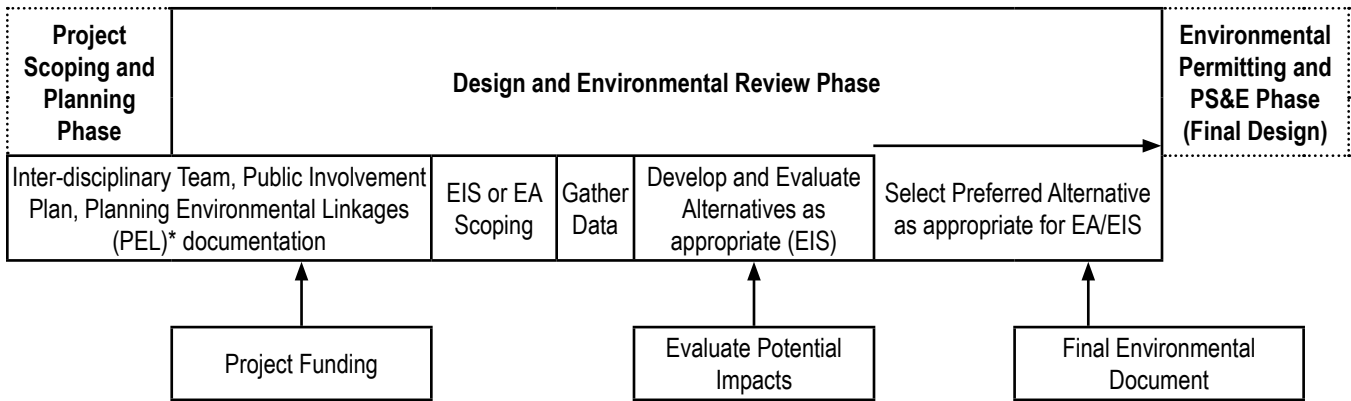 Project
Scoping and
Planning
Phase
Design and Environmental Review Phase
Environmental
Permitting and
PS&E Phase
(Final Design)
Inter-disciplinary Team, Public Involvement
Plan, Planning Environmental Linkages
(PEL)* documentation
EIS or EA
Scoping
Gather
Data
Develop and Evaluate
Alternatives as
appropriate (EIS)
Select Preferred Alternative
as appropriate for EA/EIS
Project Funding
Evaluate Potential
Impacts
Final Environmental
Document